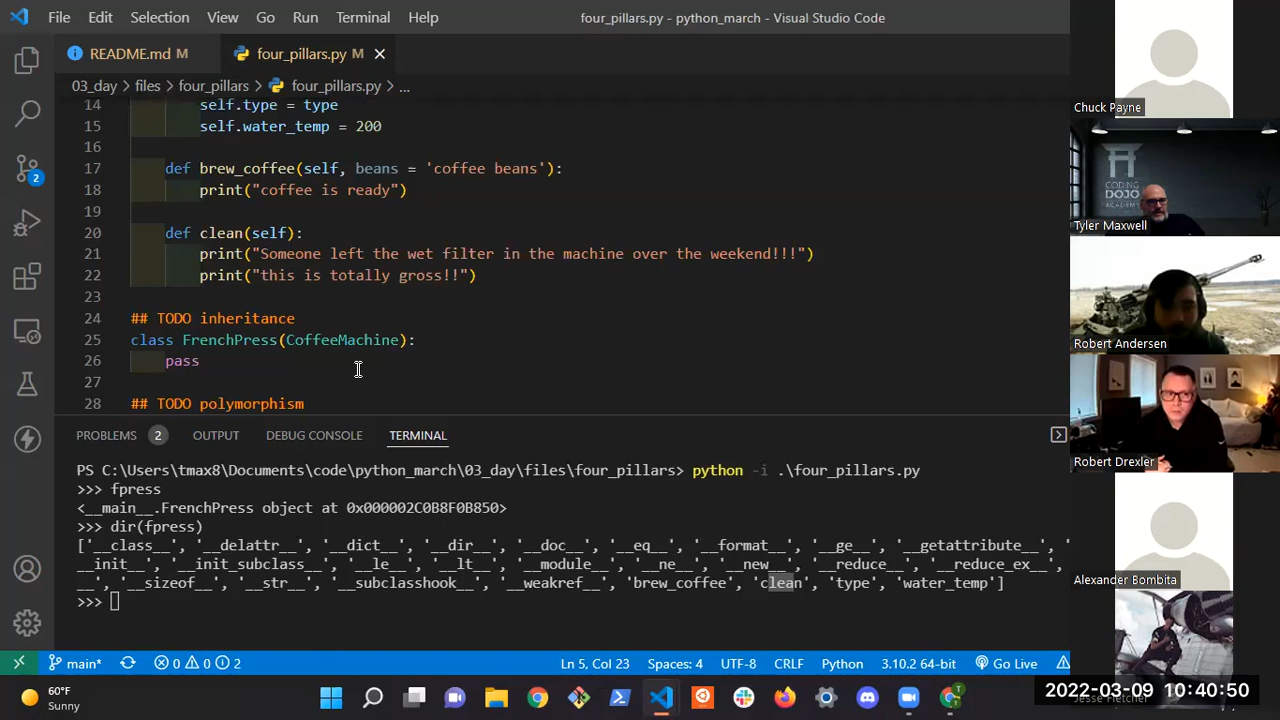 File Edit Selection View Go Run Terminal Help
four_pillars.py - python_march - Visual Studio Code
README.md M
four_pillars.py M
03_day > files > four_pillars > four_pillars.py > ...
14 self.type = type
15 self.water_temp = 200
16
17 def brew_coffee(self, beans = 'coffee beans'):
18 print("coffee is ready")
19
20 def clean(self):
21 print("Someone left the wet filter in the machine over the weekend!!!")
22 print("this is totally gross!!")
23
24 ## TODO inheritance
25 class FrenchPress(CoffeeMachine):
26 pass
27
28 ## TODO polymorphism
PROBLEMS 2 OUTPUT DEBUG CONSOLE TERMINAL
PS C:\Users\tmax8\Documents\code\python_march\03_day\files\four_pillars> python -i .\four_pillars.py
>>> fpress
<__main__.FrenchPress object at 0x000002C0B8F0B850>
>>> dir(fpress)
['__class__', '__delattr__', '__dict__', '__dir__', '__doc__', '__eq__', '__format__', '__ge__', '__getattribute__', '
__init__', '__init_subclass__', '__le__', '__lt__', '__module__', '__ne__', '__new__', '__reduce__', '__reduce_ex__',
__', '__sizeof__', '__str__', '__subclasshook__', '__weakref__', 'brew_coffee', 'clean', 'type', 'water_temp']
>>>
2
main* 0 0 2 Ln 5, Col 23 Spaces: 4 UTF-8 CRLF Python 3.10.2 64-bit Go Live
60°F
Sunny
Chuck Payne
CODING
DOJO
ACADEMY
Tyler Maxwell
Robert Andersen
Robert Drexler
Alexander Bombita
2022-03-09 10:40:50